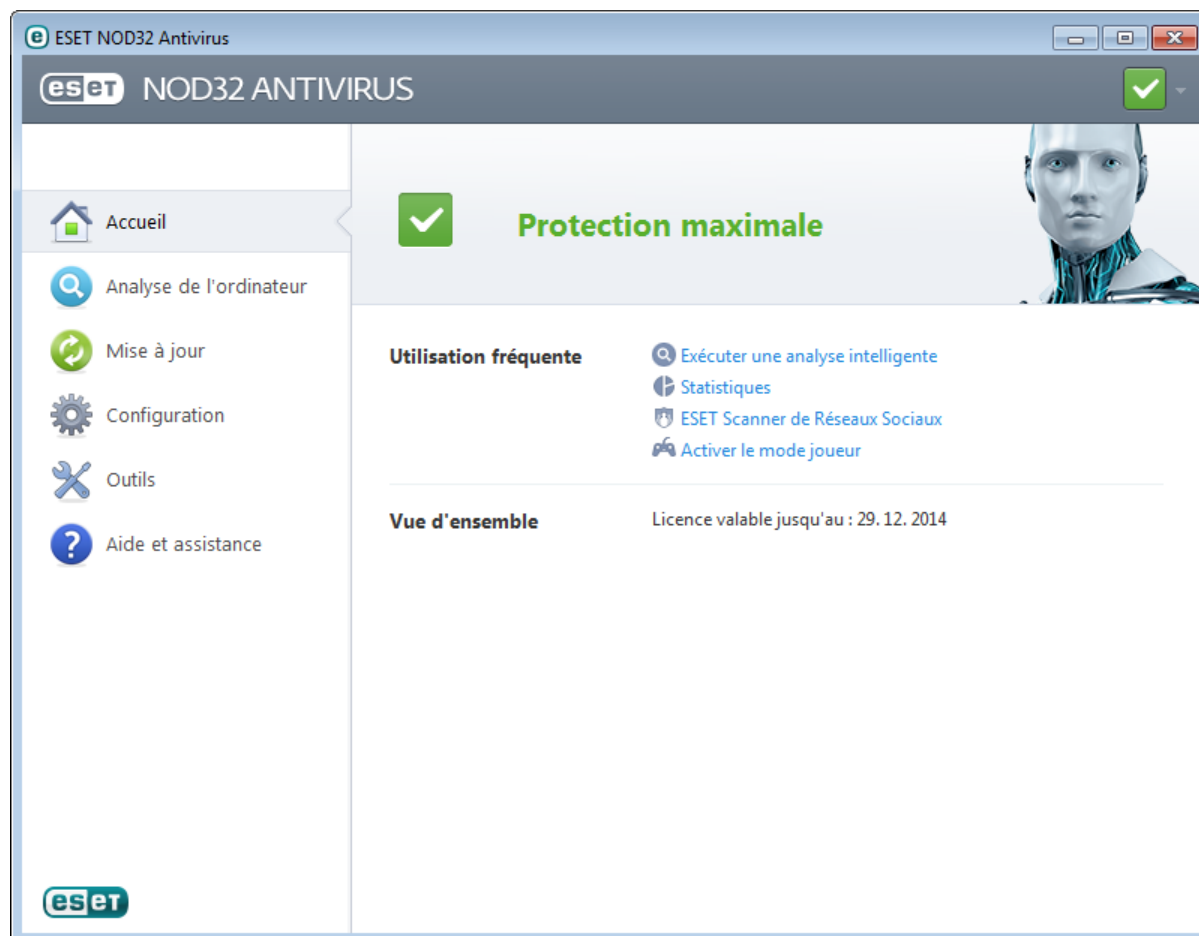 ESET NOD32 Antivirus
eset NOD32 ANTIVIRUS
Accueil
Analyse de l'ordinateur
Mise à jour
Configuration
Outils
Aide et assistance
Protection maximale
Utilisation fréquente
Exécuter une analyse intelligente
Statistiques
ESET Scanner de Réseaux Sociaux
Activer le mode joueur
Vue d'ensemble
Licence valable jusqu'au : 29. 12. 2014
eset